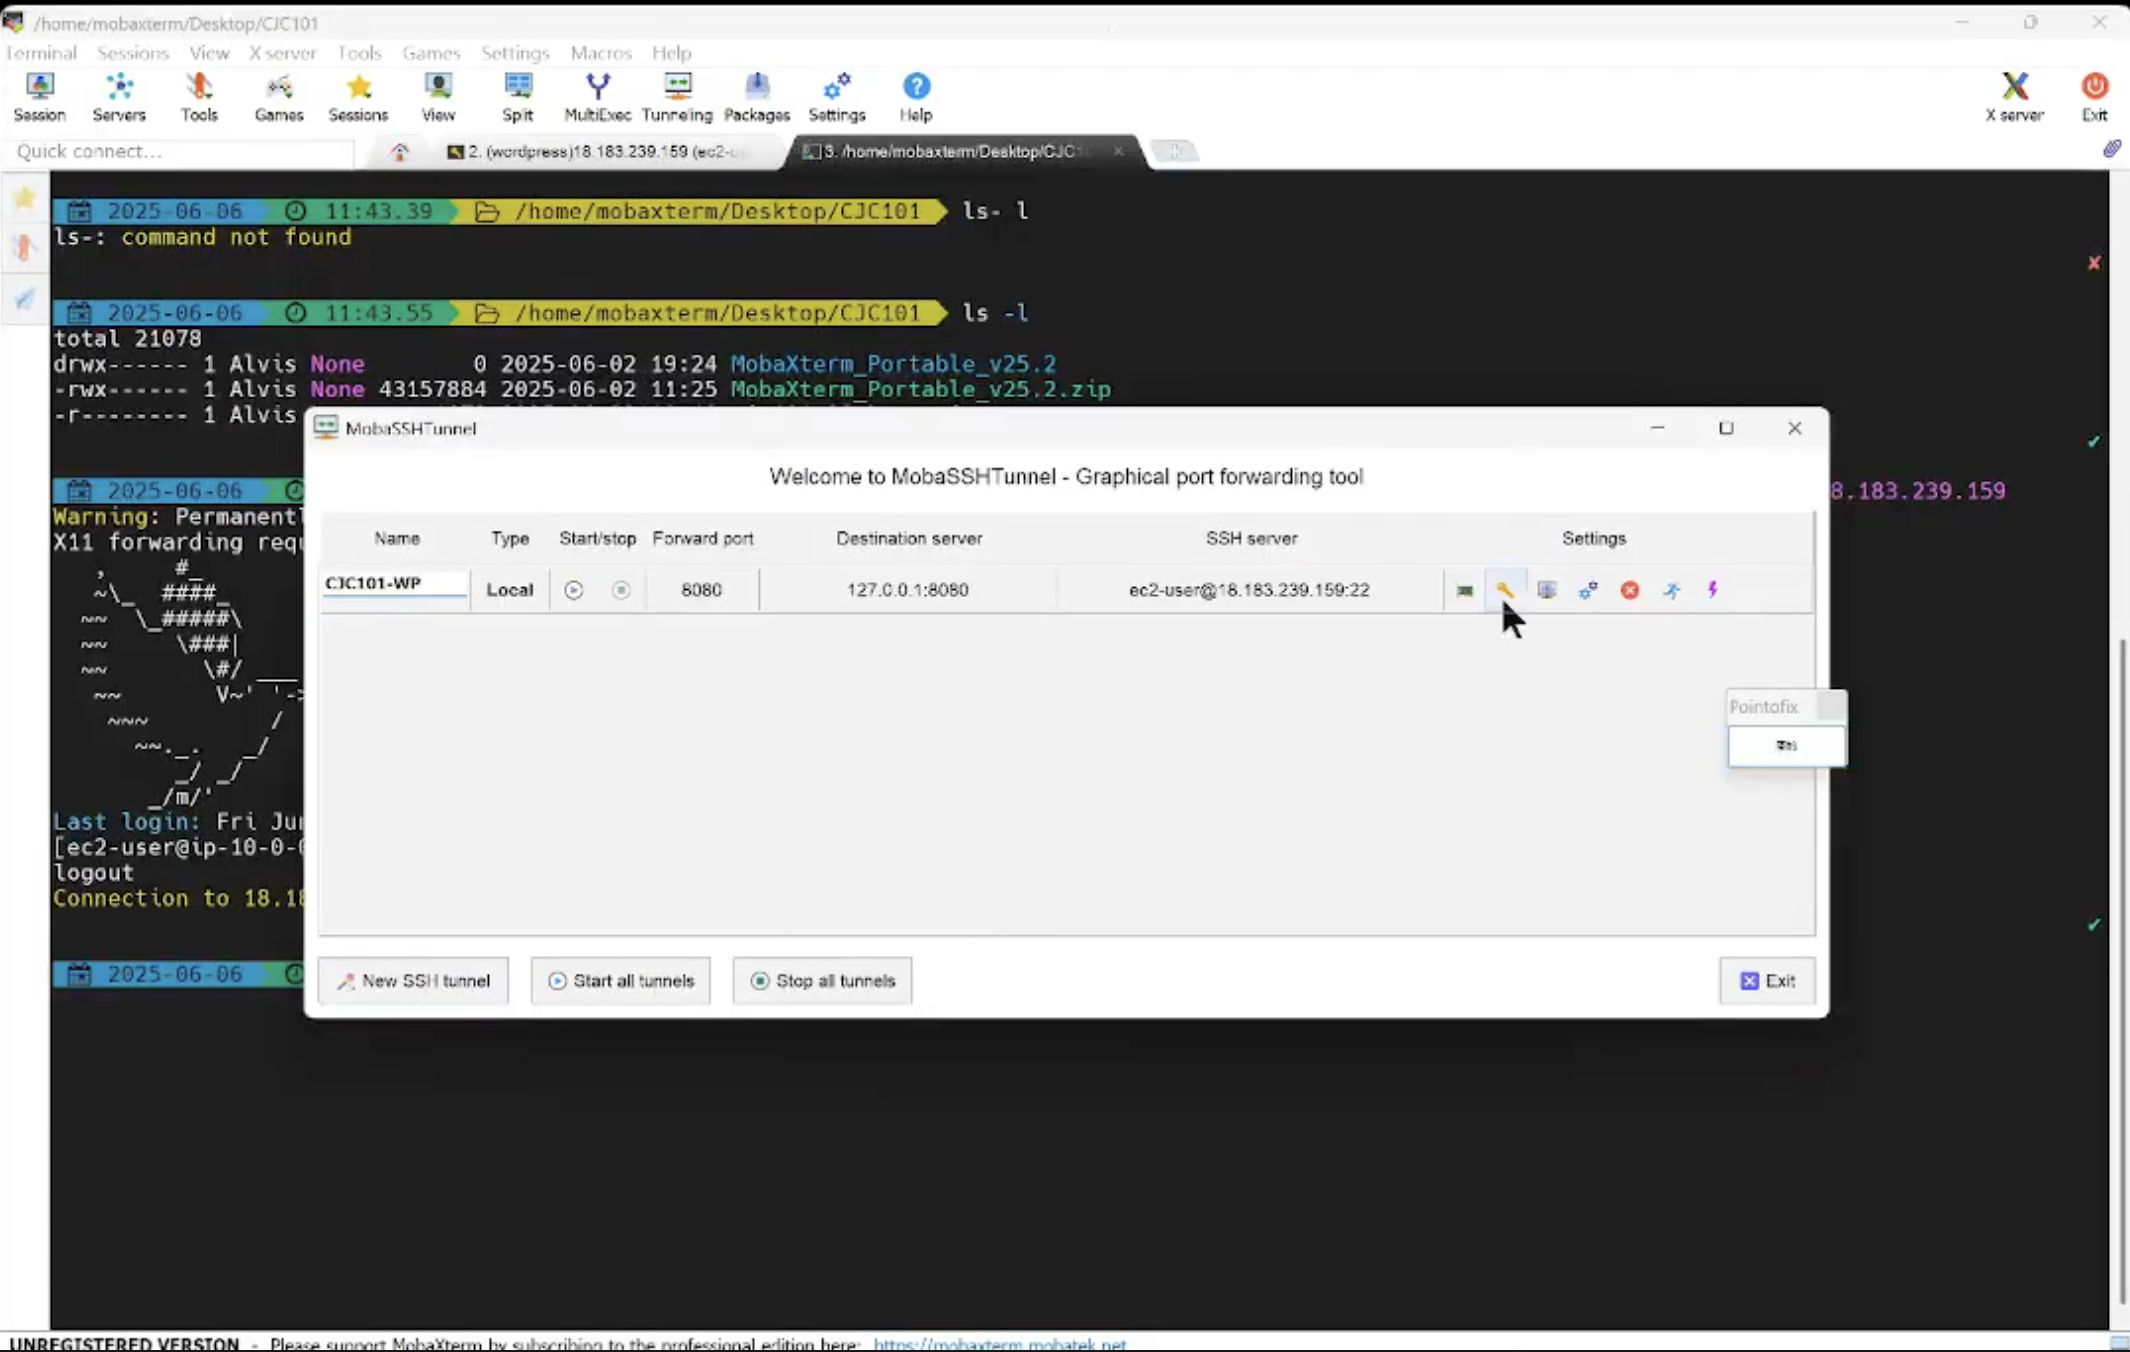 /home/mobaxterm/Desktop/CJC101
Terminal Sessions View X server Tools Games Settings Macros Help
Session Servers Tools Games Sessions View Split MultiExec Tunneling Packages Settings Help X server Exit
Quick connect...
2. (wordpress)18.183.239.159 (ec2-u
3. /home/mobaxterm/Desktop/CJC1
2025-06-06 11:43.39 /home/mobaxterm/Desktop/CJC101 ls- l
ls-: command not found
2025-06-06 11:43.55 /home/mobaxterm/Desktop/CJC101 ls -l
total 21078
drwx------ 1 Alvis None 0 2025-06-02 19:24 MobaXterm_Portable_v25.2
-rwx------ 1 Alvis None 43157884 2025-06-02 11:25 MobaXterm_Portable_v25.2.zip
-r-------- 1 Alvis
2025-06-06 8.183.239.159
Warning: Permanentl
X11 forwarding requ
, #_
~\_ ####_
~~ \_#####\
~~ \###|
~~ \#/ ___
~~ V~' '->
~~~ /
~~._. _/
_/ _/
_/m/'
Last login: Fri Jun
[ec2-user@ip-10-0-0
logout
Connection to 18.18
2025-06-06
MobaSSHTunnel
Welcome to MobaSSHTunnel - Graphical port forwarding tool
Name Type Start/stop Forward port Destination server SSH server Settings
CJC101-WP Local 8080 127.0.0.1:8080 ec2-user@18.183.239.159:22
New SSH tunnel Start all tunnels Stop all tunnels Exit
Pointofix
UNREGISTERED VERSION - Please support MobaXterm by subscribing to the professional edition here: https://mobaxterm.mobatek.net